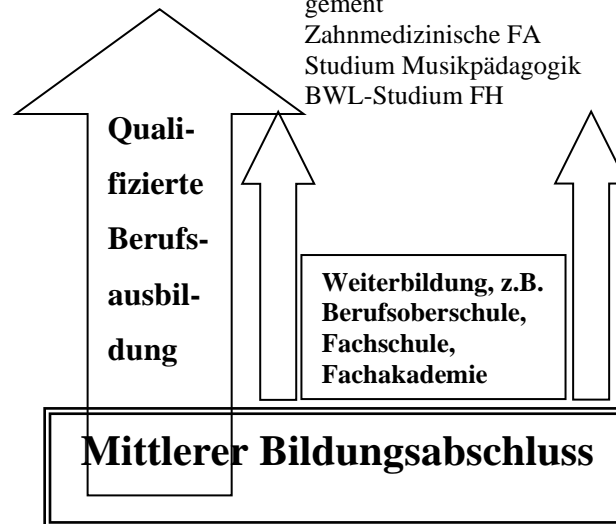 gement
Zahnmedizinische FA
Studium Musikpädagogik
BWL-Studium FH
Quali-
fizierte
Berufs-
ausbil-
dung
Weiterbildung, z.B.
Berufsoberschule,
Fachschule,
Fachakademie
Mittlerer Bildungsabschluss